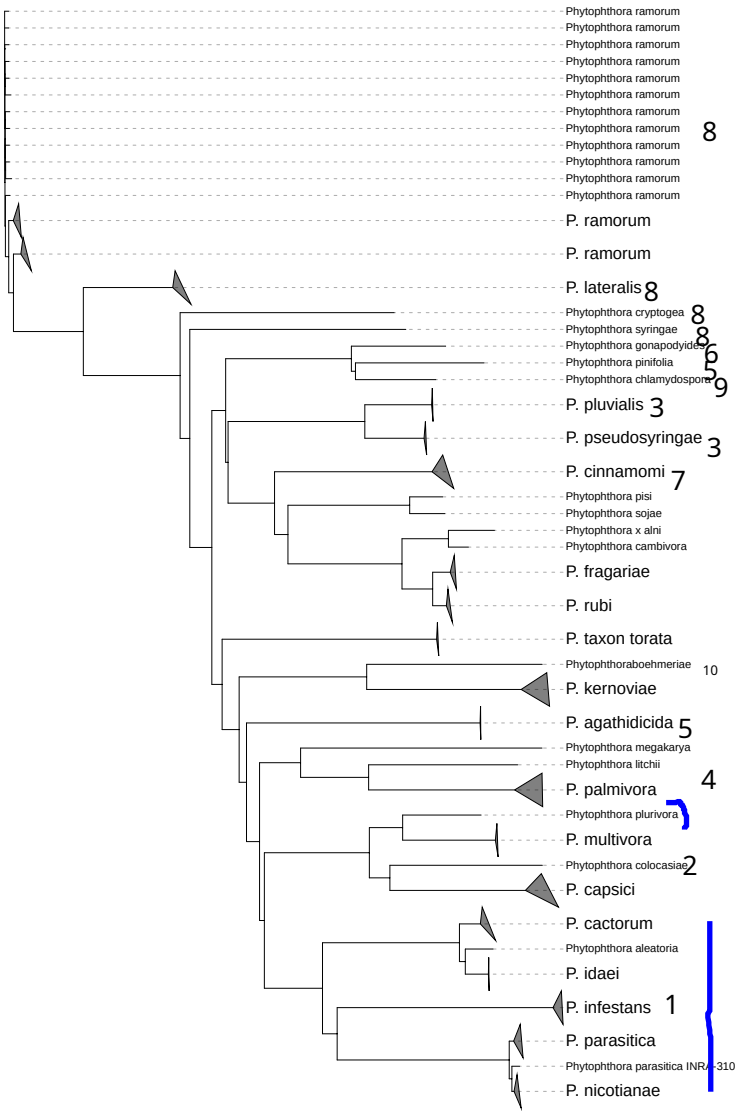 Phytophthora ramorum
Phytophthora ramorum
Phytophthora ramorum
Phytophthora ramorum
Phytophthora ramorum
Phytophthora ramorum
Phytophthora ramorum
Phytophthora ramorum 8
Phytophthora ramorum
Phytophthora ramorum
Phytophthora ramorum
Phytophthora ramorum
P. ramorum
P. ramorum
P. lateralis 8
Phytophthora cryptogea 8
Phytophthora syringae 8
Phytophthora gonapodyides 6
Phytophthora pinifolia 5
Phytophthora chlamydospora 9
P. pluvialis 3
P. pseudosyringae 3
P. cinnamomi 7
Phytophthora pisi
Phytophthora sojae
Phytophthora x alni
Phytophthora cambivora
P. fragariae
P. rubi
P. taxon torata
Phytophthoraboehmeriae 10
P. kernoviae
P. agathidicida 5
Phytophthora megakarya
Phytophthora litchii 4
P. palmivora
Phytophthora plurivora
P. multivora
Phytophthora colocasiae 2
P. capsici
P. cactorum
Phytophthora aleatoria
P. idaei
P. infestans 1
P. parasitica
Phytophthora parasitica INRA-310
P. nicotianae